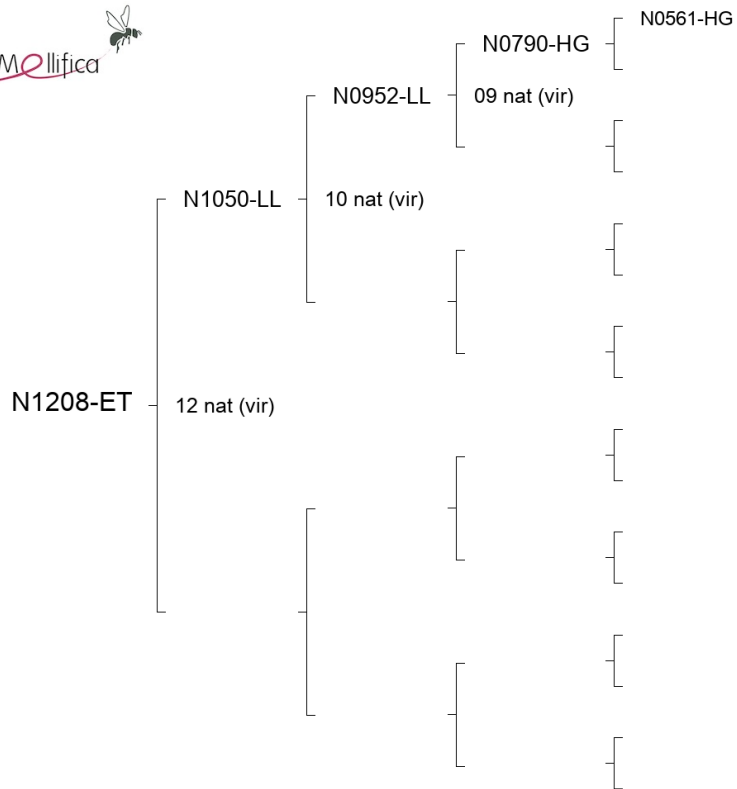 Mellifica
N0561-HG
N0790-HG
N0952-LL
09 nat (vir)
N1050-LL
10 nat (vir)
N1208-ET
12 nat (vir)